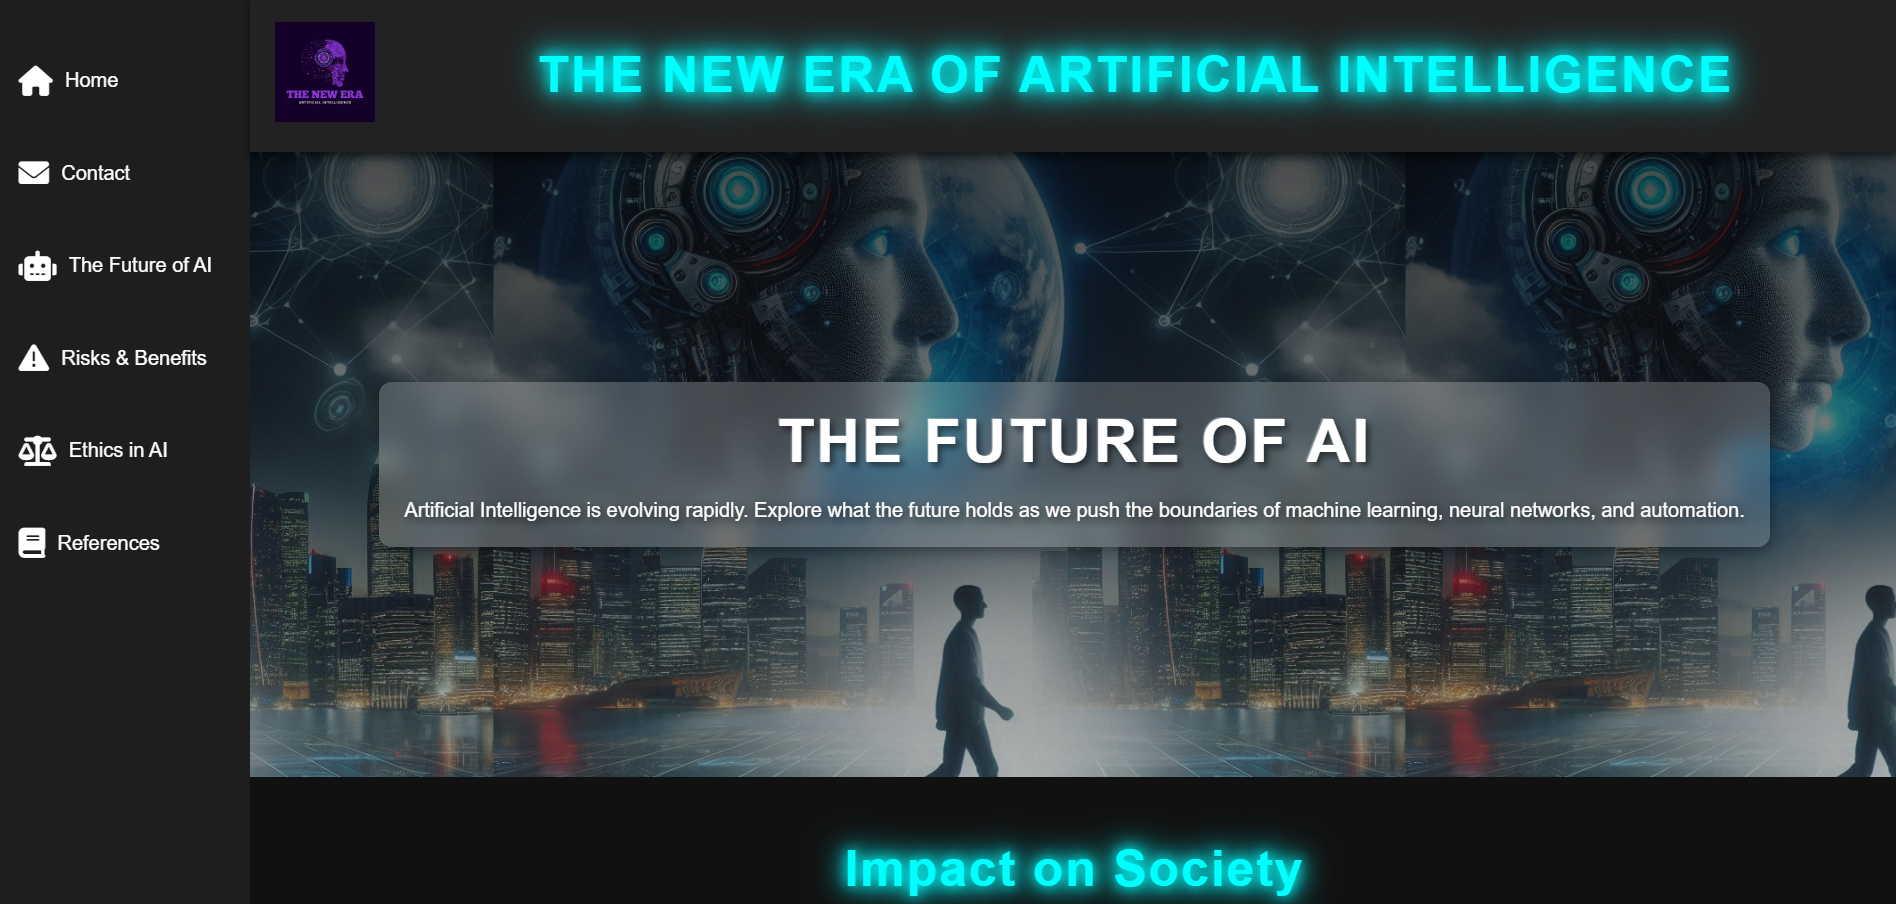 Home
Contact
The Future of AI
Risks & Benefits
Ethics in AI
References
THE NEW ERA
ARTIFICIAL INTELLIGENCE
THE NEW ERA OF ARTIFICIAL INTELLIGENCE
THE FUTURE OF AI
Artificial Intelligence is evolving rapidly. Explore what the future holds as we push the boundaries of machine learning, neural networks, and automation.
Impact on Society